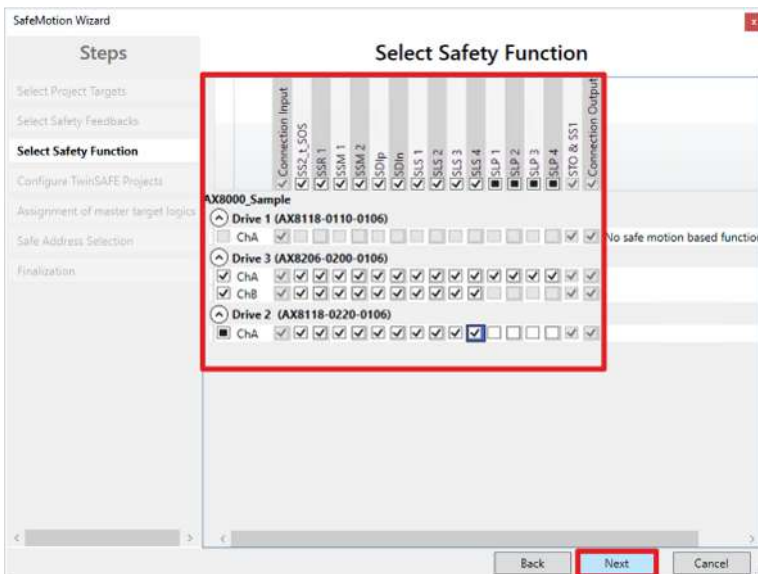 SafeMotion Wizard
x
Steps
Select Project Targets
Select Safety Feedbacks
Select Safety Function
Configure TwinSAFE Projects
Assignment of master target logics
Safe Address Selection
Finalization
Select Safety Function
Connection Input
SS2_t_SOS
SSR 1
SSM 1
SSM 2
SDIp
SDIn
SLS 1
SLS 2
SLS 3
SLS 4
SLP 1
SLP 2
SLP 3
SLP 4
STO & SS1
Connection Output
AX8000_Sample
Drive 1 (AX8118-0110-0106)
ChA No safe motion based function
Drive 3 (AX8206-0200-0106)
ChA
ChB
Drive 2 (AX8118-0220-0106)
ChA
Back Next Cancel